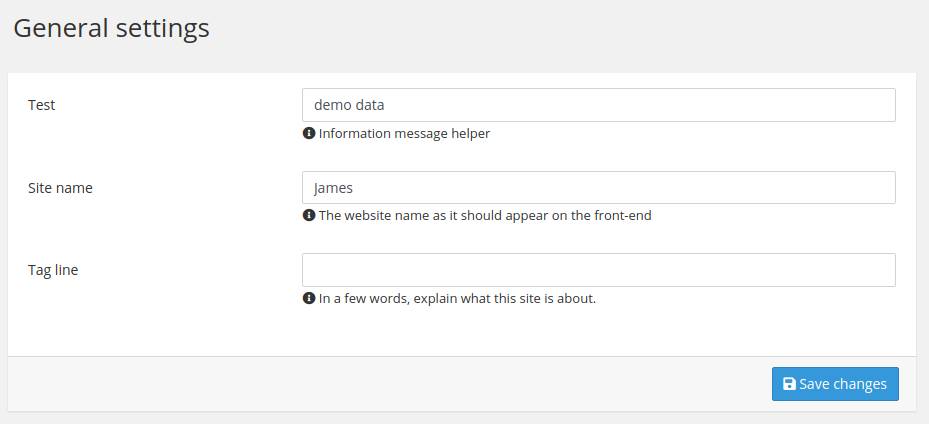 General settings
Test
demo data
Information message helper
Site name
James
The website name as it should appear on the front-end
Tag line
In a few words, explain what this site is about.
Save changes